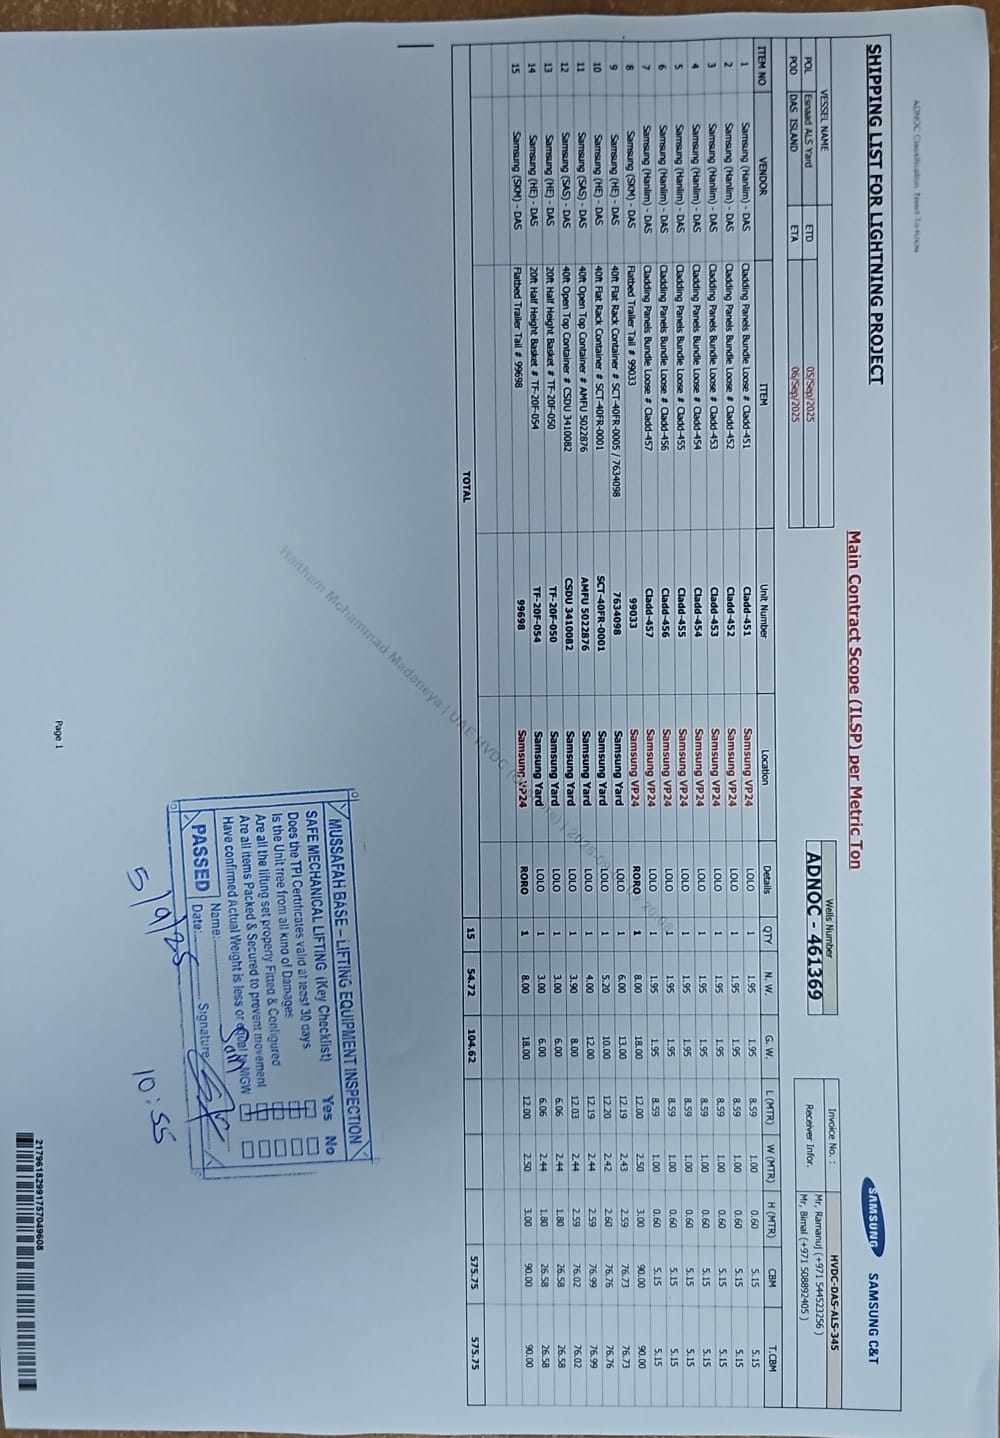 ADNOC Classification: Need-To-Know
SHIPPING LIST FOR LIGHTNING PROJECT
SAMSUNG SAMSUNG C&T
Main Contract Scope (ILSP) per Metric Ton
VESSEL NAME
POL Esnaad ALS Yard ETD 05/Sep/2025
POD DAS ISLAND ETA 06/Sep/2025
Wells Number
ADNOC - 461369
Invoice No. : HVDC-DAS-ALS-345
Receiver Infor. Mr, Ramanuj (+971 544523256 )
Mr, Bimal (+971 508892405 )
ITEM NO VENDOR ITEM Unit Number Location Details QTY N. W. G. W. L (MTR) W (MTR) H (MTR) CBM T.CBM
1 Samsung (Hanlim) - DAS Cladding Panels Bundle Loose # Cladd-451 Cladd-451 Samsung VP24 LOLO 1 1.95 1.95 8.59 1.00 0.60 5.15 5.15
2 Samsung (Hanlim) - DAS Cladding Panels Bundle Loose # Cladd-452 Cladd-452 Samsung VP24 LOLO 1 1.95 1.95 8.59 1.00 0.60 5.15 5.15
3 Samsung (Hanlim) - DAS Cladding Panels Bundle Loose # Cladd-453 Cladd-453 Samsung VP24 LOLO 1 1.95 1.95 8.59 1.00 0.60 5.15 5.15
4 Samsung (Hanlim) - DAS Cladding Panels Bundle Loose # Cladd-454 Cladd-454 Samsung VP24 LOLO 1 1.95 1.95 8.59 1.00 0.60 5.15 5.15
5 Samsung (Hanlim) - DAS Cladding Panels Bundle Loose # Cladd-455 Cladd-455 Samsung VP24 LOLO 1 1.95 1.95 8.59 1.00 0.60 5.15 5.15
6 Samsung (Hanlim) - DAS Cladding Panels Bundle Loose # Cladd-456 Cladd-456 Samsung VP24 LOLO 1 1.95 1.95 8.59 1.00 0.60 5.15 5.15
7 Samsung (Hanlim) - DAS Cladding Panels Bundle Loose # Cladd-457 Cladd-457 Samsung VP24 LOLO 1 1.95 1.95 8.59 1.00 0.60 5.15 5.15
8 Samsung (SKM) - DAS Flatbed Trailer Tail # 99033 99033 Samsung VP24 RORO 1 8.00 18.00 12.00 2.50 3.00 90.00 90.00
9 Samsung (HE) - DAS 40ft Flat Rack Container # SCT-40FR-0005 / 7634098 7634098 Samsung Yard LOLO 1 6.00 13.00 12.19 2.43 2.59 76.73 76.73
10 Samsung (HE) - DAS 40ft Flat Rack Container # SCT-40FR-0001 SCT-40FR-0001 Samsung Yard LOLO 1 5.20 10.00 12.20 2.42 2.60 76.76 76.76
11 Samsung (SAS) - DAS 40ft Open Top Container # AMFU 5022876 AMFU 5022876 Samsung Yard LOLO 1 4.00 12.00 12.19 2.44 2.59 76.99 76.99
12 Samsung (SAS) - DAS 40ft Open Top Container # CSDU 3410082 CSDU 3410082 Samsung Yard LOLO 1 3.90 8.00 12.03 2.44 2.59 76.02 76.02
13 Samsung (HE) - DAS 20ft Half Height Basket # TF-20F-050 TF-20F-050 Samsung Yard LOLO 1 3.00 6.00 6.06 2.44 1.80 26.58 26.58
14 Samsung (HE) - DAS 20ft Half Height Basket # TF-20F-054 TF-20F-054 Samsung Yard LOLO 1 3.00 6.00 6.06 2.44 1.80 26.58 26.58
15 Samsung (SKM) - DAS Flatbed Trailer Tail # 99698 99698 Samsung VP24 RORO 1 8.00 18.00 12.00 2.50 3.00 90.00 90.00
TOTAL 15 54.72 104.62 575.75 575.75
Haitham Mohammad Madaneya | UAE HVDC
MUSSAFAH BASE – LIFTING EQUIPMENT INSPECTION
SAFE MECHANICAL LIFTING (Key Checklist) Yes No
Does the TPI Certificates valid at least 30 days
Is the Unit free from all kind of Damages
Are all the lifting set properly Fitted & Configured
Are all items Packed & Secured to prevent movement
Have confirmed Actual Weight is less or equal to MGW
PASSED Name: Sam
Date: Signature
5/9/25 10:55
Page 1
2179618299175704960​8